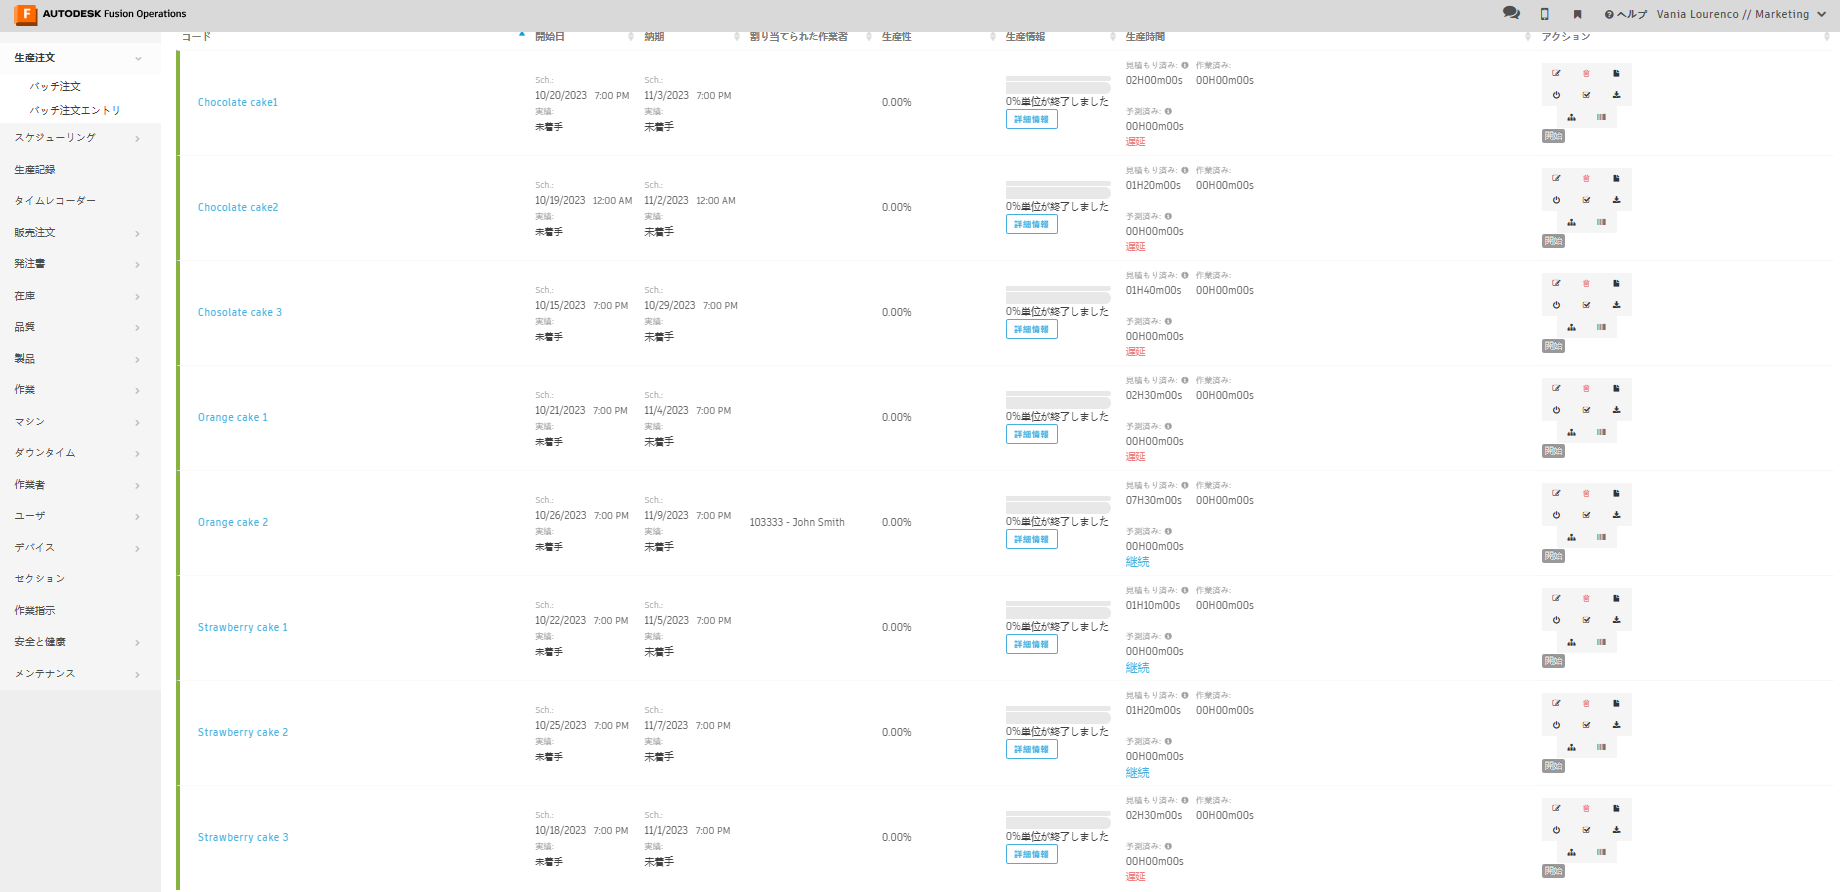 AUTODESK Fusion Operations
ヘルプ Vania Lourenco // Marketing
コード 開始日 納期 割り当てられた作業者 生産性 生産情報 生産時間 アクション
生産注文
バッチ注文
バッチ注文エントリ
スケジューリング
生産記録
タイムレコーダー
販売注文
発注書
在庫
品質
製品
作業
マシン
ダウンタイム
作業者
ユーザ
デバイス
セクション
作業指示
安全と健康
メンテナンス
Chocolate cake1
Sch.: Sch.:
10/20/2023 7:00 PM 11/3/2023 7:00 PM
実績: 実績:
未着手 未着手
0.00%
0%単位が終了しました
詳細情報
見積もり済み: 作業済み:
02H00m00s 00H00m00s
予測済み:
00H00m00s
遅延
開始
Chocolate cake2
Sch.: Sch.:
10/19/2023 12:00 AM 11/2/2023 12:00 AM
実績: 実績:
未着手 未着手
0.00%
0%単位が終了しました
詳細情報
見積もり済み: 作業済み:
01H20m00s 00H00m00s
予測済み:
00H00m00s
遅延
開始
Chosolate cake 3
Sch.: Sch.:
10/15/2023 7:00 PM 10/29/2023 7:00 PM
実績: 実績:
未着手 未着手
0.00%
0%単位が終了しました
詳細情報
見積もり済み: 作業済み:
01H40m00s 00H00m00s
予測済み:
00H00m00s
遅延
開始
Orange cake 1
Sch.: Sch.:
10/21/2023 7:00 PM 11/4/2023 7:00 PM
実績: 実績:
未着手 未着手
0.00%
0%単位が終了しました
詳細情報
見積もり済み: 作業済み:
02H30m00s 00H00m00s
予測済み:
00H00m00s
遅延
開始
Orange cake 2
Sch.: Sch.:
10/26/2023 7:00 PM 11/9/2023 7:00 PM
実績: 実績:
未着手 未着手
103333 - John Smith
0.00%
0%単位が終了しました
詳細情報
見積もり済み: 作業済み:
07H30m00s 00H00m00s
予測済み:
00H00m00s
継続
開始
Strawberry cake 1
Sch.: Sch.:
10/22/2023 7:00 PM 11/5/2023 7:00 PM
実績: 実績:
未着手 未着手
0.00%
0%単位が終了しました
詳細情報
見積もり済み: 作業済み:
01H10m00s 00H00m00s
予測済み:
00H00m00s
継続
開始
Strawberry cake 2
Sch.: Sch.:
10/25/2023 7:00 PM 11/7/2023 7:00 PM
実績: 実績:
未着手 未着手
0.00%
0%単位が終了しました
詳細情報
見積もり済み: 作業済み:
01H20m00s 00H00m00s
予測済み:
00H00m00s
継続
開始
Strawberry cake 3
Sch.: Sch.:
10/18/2023 7:00 PM 11/1/2023 7:00 PM
実績: 実績:
未着手 未着手
0.00%
0%単位が終了しました
詳細情報
見積もり済み: 作業済み:
02H30m00s 00H00m00s
予測済み:
00H00m00s
遅延
開始